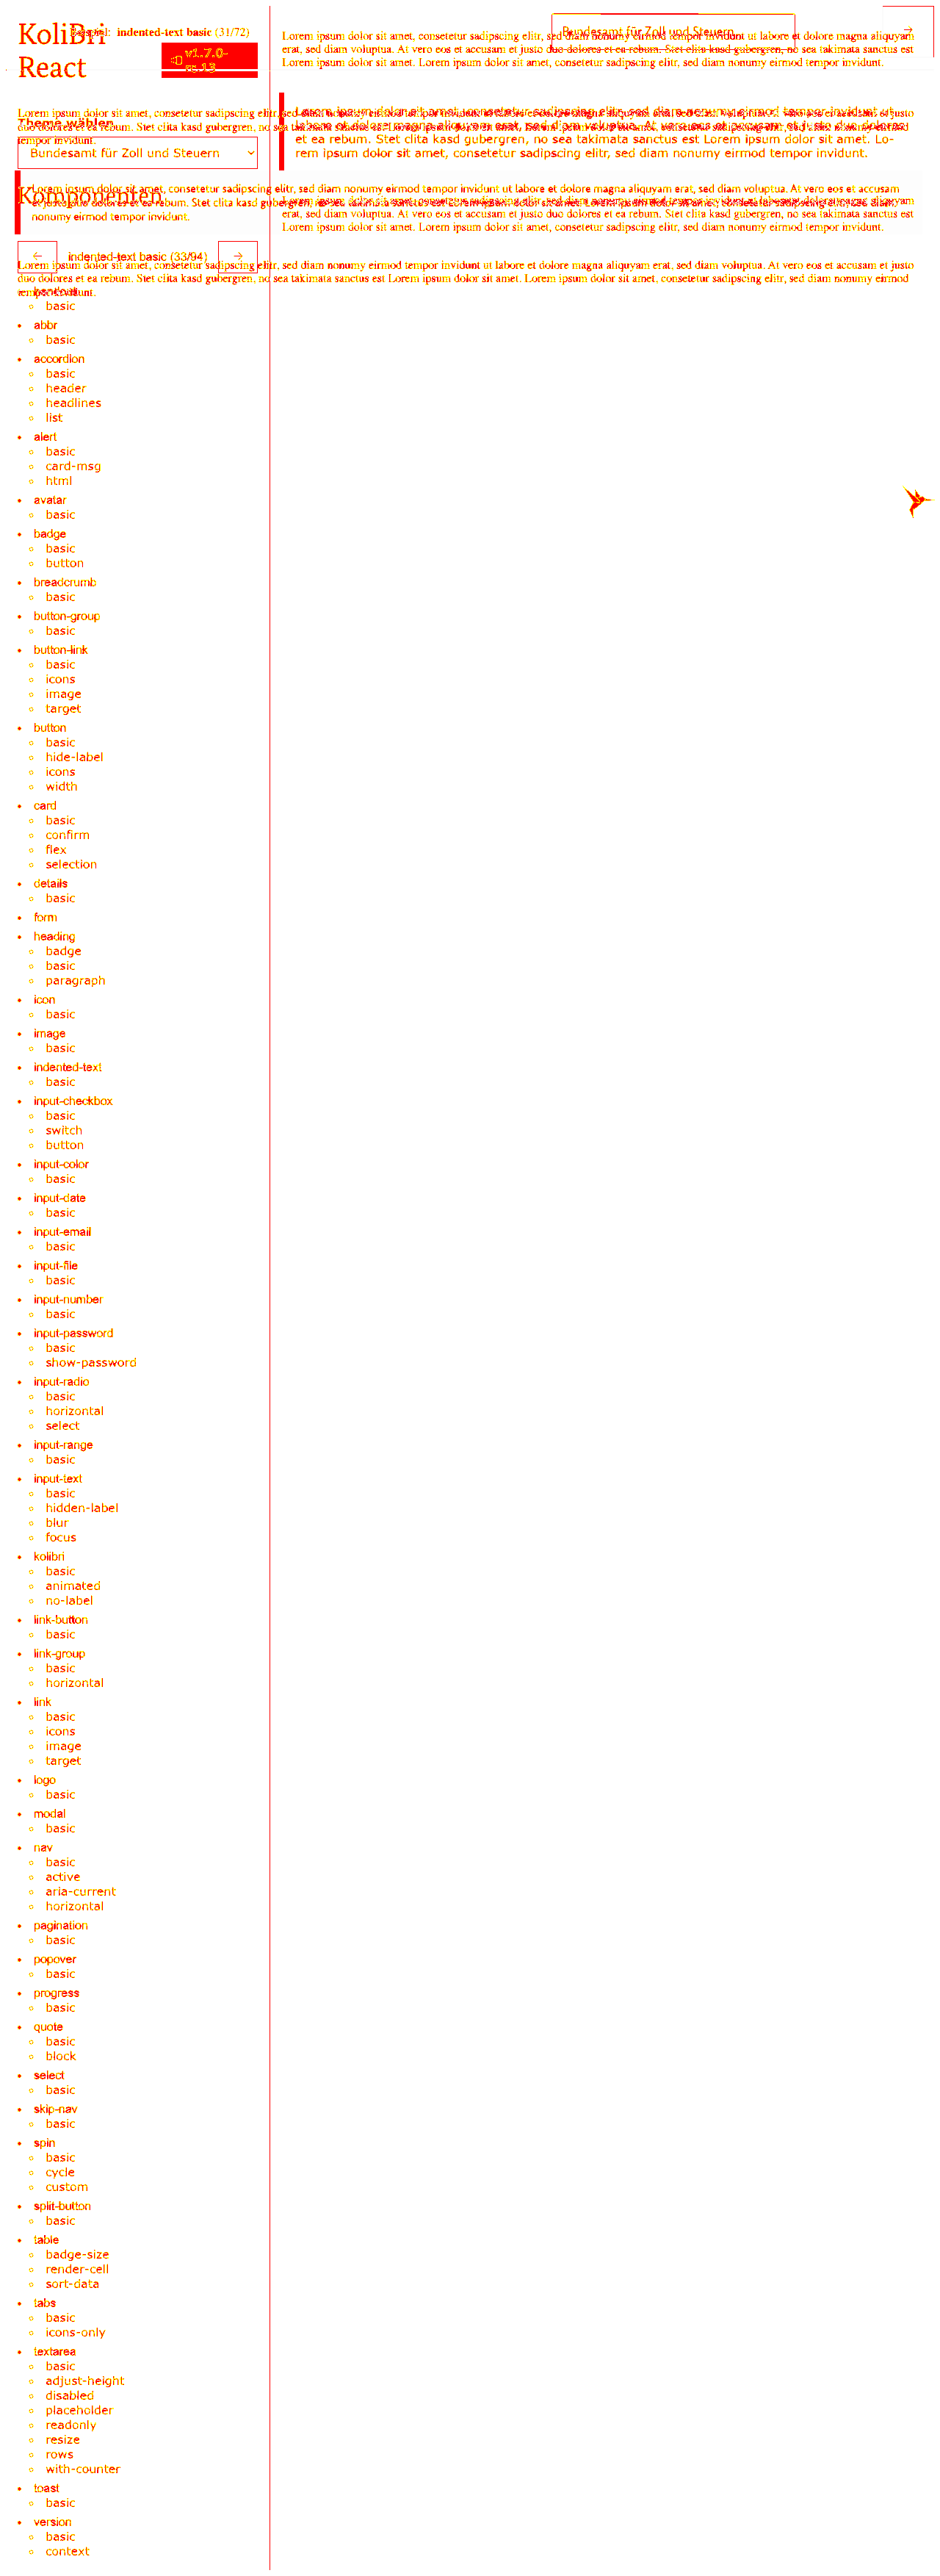 KoliBri
React
Beispiel: indented-text basic (31/72)
v1.7.0-
rc.13
Bundesamt für Zoll und Steuern
→
Lorem ipsum dolor sit amet, consetetur sadipscing elitr, sed diam nonumy eirmod tempor invidunt ut labore et dolore magna aliquyam
erat, sed diam voluptua. At vero eos et accusam et justo duo dolores et ea rebum. Stet clita kasd gubergren, no sea takimata sanctus est
Lorem ipsum dolor sit amet. Lorem ipsum dolor sit amet, consetetur sadipscing elitr, sed diam nonumy eirmod tempor invidunt.
Theme wählen
Bundesamt für Zoll und Steuern
Lorem ipsum dolor sit amet, consetetur sadipscing elitr, sed diam nonumy eirmod tempor invidunt ut
labore et dolore magna aliquyam erat, sed diam voluptua. At vero eos et accusam et justo duo dolores
et ea rebum. Stet clita kasd gubergren, no sea takimata sanctus est Lorem ipsum dolor sit amet. Lo-
rem ipsum dolor sit amet, consetetur sadipscing elitr, sed diam nonumy eirmod tempor invidunt.
Komponenten
Lorem ipsum dolor sit amet, consetetur sadipscing elitr, sed diam nonumy eirmod tempor invidunt ut labore et dolore magna aliquyam erat, sed diam voluptua. At vero eos et accusam
et justo duo dolores et ea rebum. Stet clita kasd gubergren, no sea takimata sanctus est Lorem ipsum dolor sit amet. Lorem ipsum dolor sit amet, consetetur sadipscing elitr, sed diam
nonumy eirmod tempor invidunt.
erat, sed diam voluptua. At vero eos et accusam et justo duo dolores et ea rebum. Stet clita kasd gubergren, no sea takimata sanctus est
Lorem ipsum dolor sit amet. Lorem ipsum dolor sit amet, consetetur sadipscing elitr, sed diam nonumy eirmod tempor invidunt.
← indented-text basic (33/94) →
Lorem ipsum dolor sit amet, consetetur sadipscing elitr, sed diam nonumy eirmod tempor invidunt ut labore et dolore magna aliquyam erat, sed diam voluptua. At vero eos et accusam et justo
duo dolores et ea rebum. Stet clita kasd gubergren, no sea takimata sanctus est Lorem ipsum dolor sit amet. Lorem ipsum dolor sit amet, consetetur sadipscing elitr, sed diam nonumy eirmod
tempor invidunt.
basic
abbr
basic
accordion
basic
header
headlines
list
alert
basic
card-msg
html
avatar
basic
badge
basic
button
breadcrumb
basic
button-group
basic
button-link
basic
icons
image
target
button
basic
hide-label
icons
width
card
basic
confirm
flex
selection
details
basic
form
heading
badge
basic
paragraph
icon
basic
image
basic
indented-text
basic
input-checkbox
basic
switch
button
input-color
basic
input-date
basic
input-email
basic
input-file
basic
input-number
basic
input-password
basic
show-password
input-radio
basic
horizontal
select
input-range
basic
input-text
basic
hidden-label
blur
focus
kolibri
basic
animated
no-label
link-button
basic
link-group
basic
horizontal
link
basic
icons
image
target
logo
basic
modal
basic
nav
basic
active
aria-current
horizontal
pagination
basic
popover
basic
progress
basic
quote
basic
block
select
basic
skip-nav
basic
spin
basic
cycle
custom
split-button
basic
table
badge-size
render-cell
sort-data
tabs
basic
icons-only
textarea
basic
adjust-height
disabled
placeholder
readonly
resize
rows
with-counter
toast
basic
version
basic
context